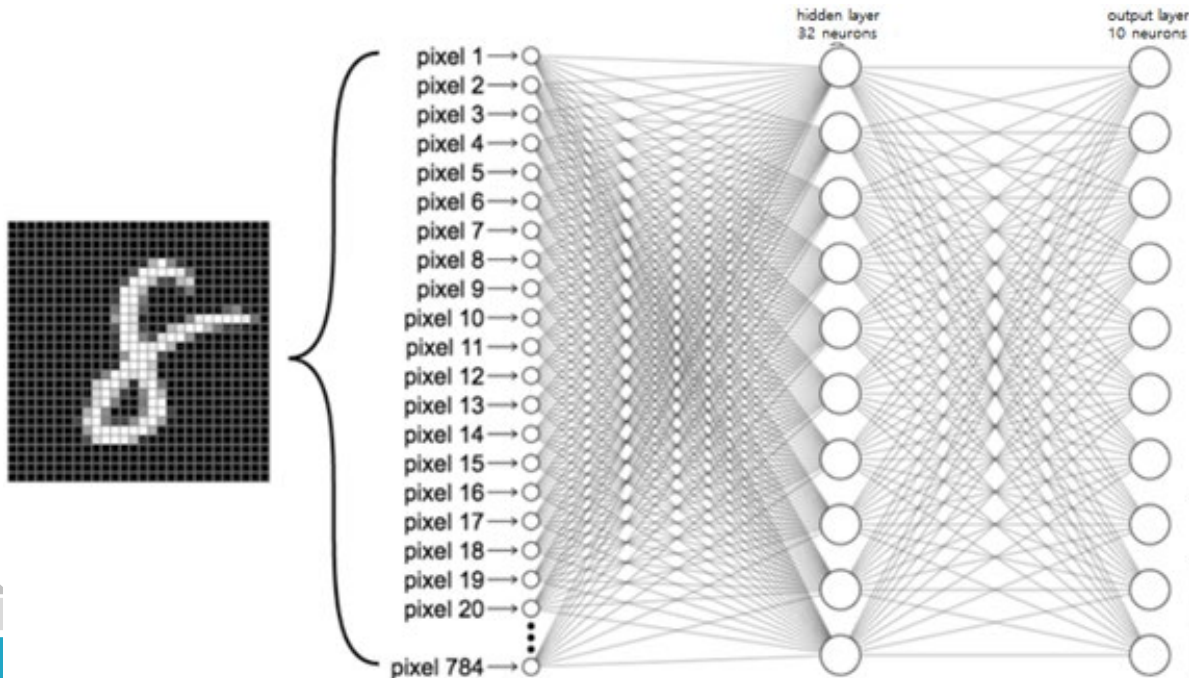 hidden layer
32 neurons
output layer
10 neurons
pixel 1
pixel 2
pixel 3
pixel 4
pixel 5
pixel 6
pixel 7
pixel 8
pixel 9
pixel 10
pixel 11
pixel 12
pixel 13
pixel 14
pixel 15
pixel 16
pixel 17
pixel 18
pixel 19
pixel 20
pixel 784